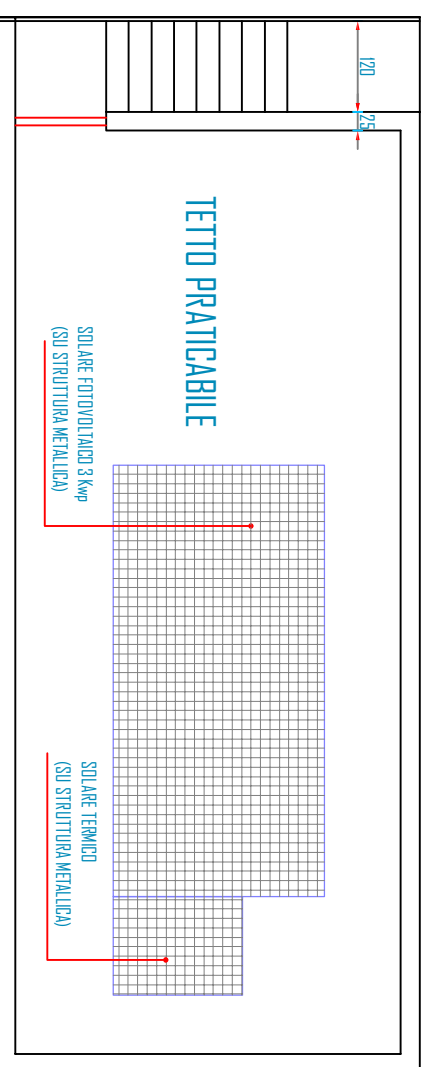 120
25
TETTO PRATICABILE
SOLARE FOTOVOLTAICO 3 Kwp
(SU STRUTTURA METALLICA)
SOLARE TERMICO
(SU STRUTTURA METALLICA)